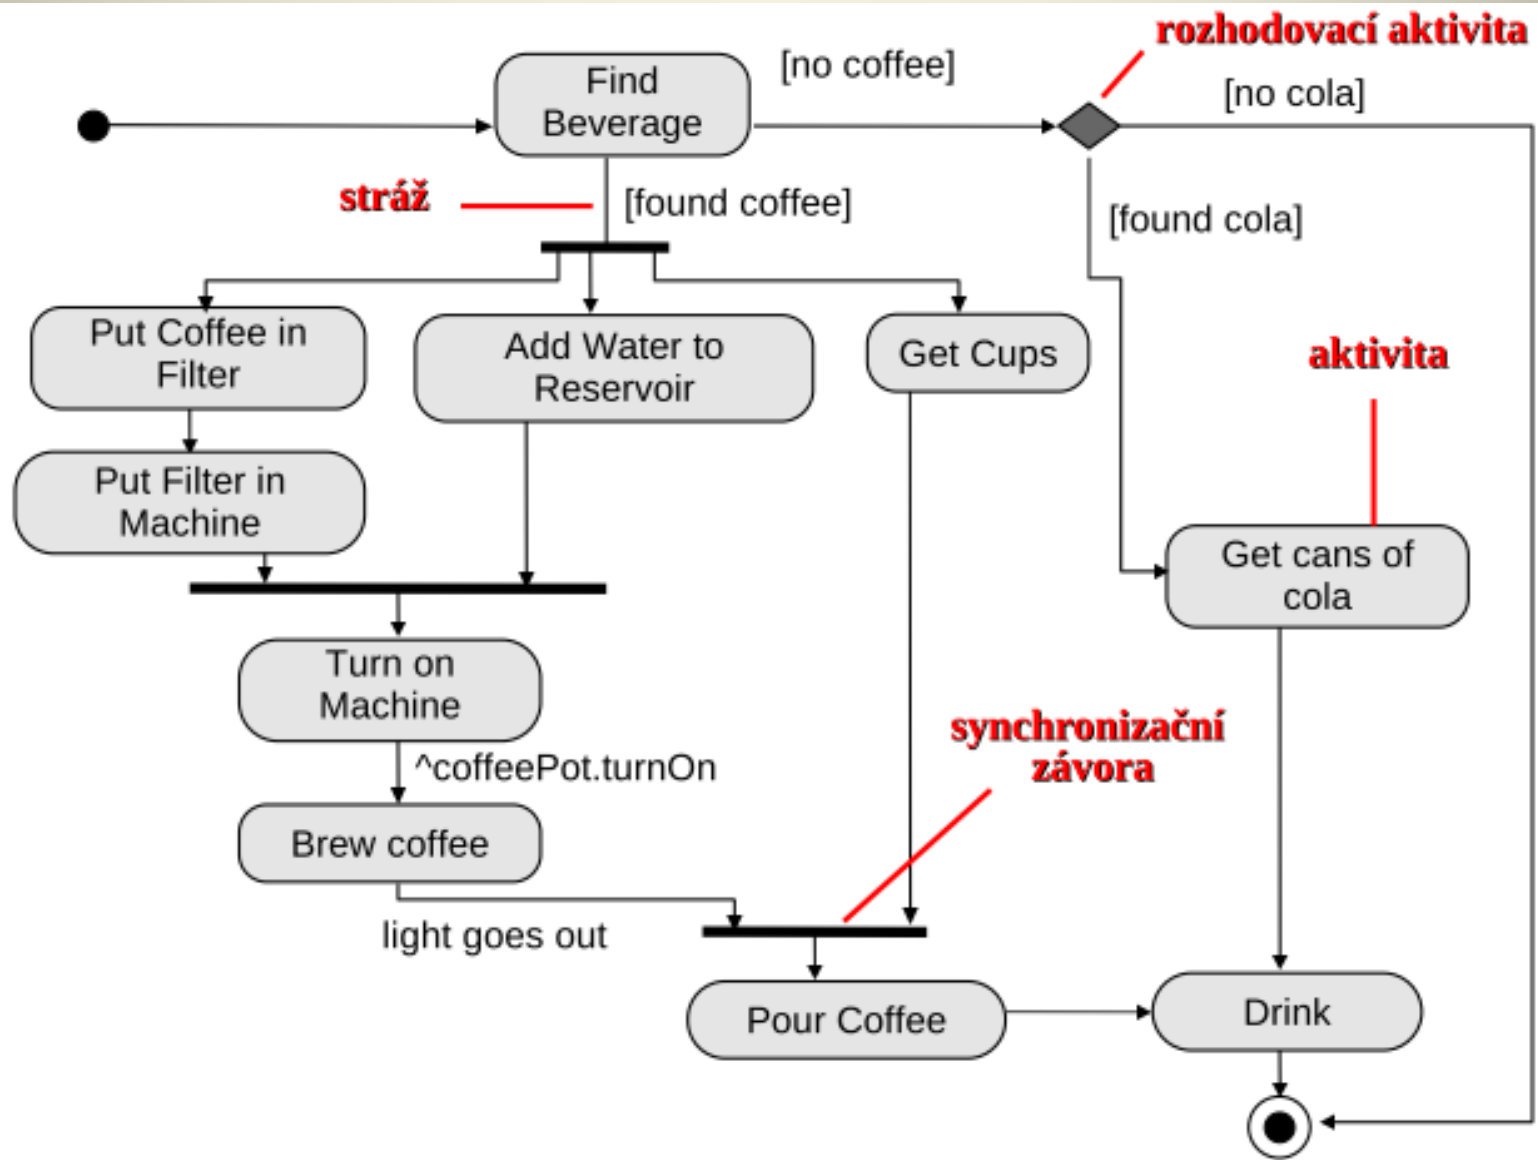 rozhodovací aktivita
[no coffee]
Find
Beverage
[no cola]
stráž
[found coffee]
[found cola]
Put Coffee in
Filter
Add Water to
Reservoir
Get Cups
aktivita
Put Filter in
Machine
Get cans of
cola
Turn on
Machine
synchronizační
závora
^coffeePot.turnOn
Brew coffee
light goes out
Pour Coffee
Drink